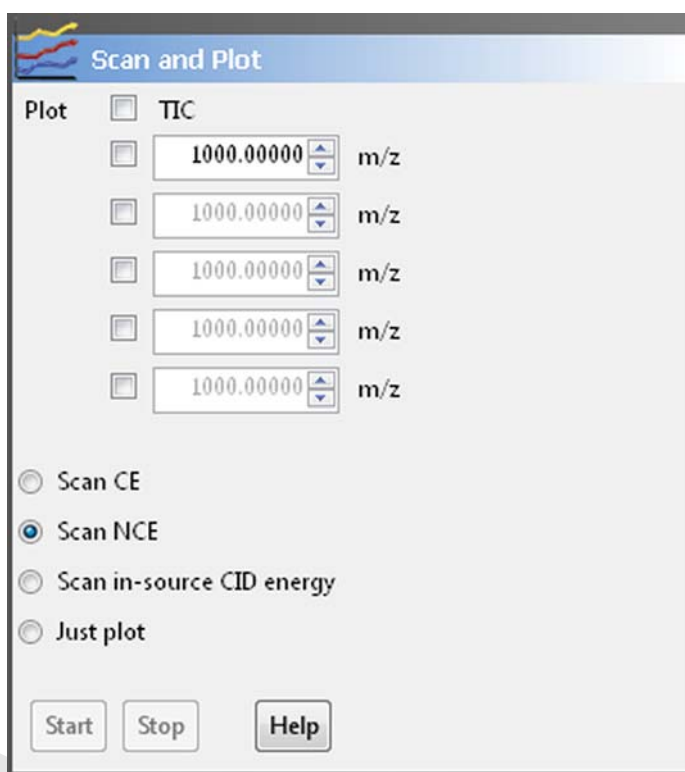 Scan and Plot
Plot TIC
1000.00000 m/z
1000.00000 m/z
1000.00000 m/z
1000.00000 m/z
1000.00000 m/z
Scan CE
Scan NCE
Scan in-source CID energy
Just plot
Start Stop Help